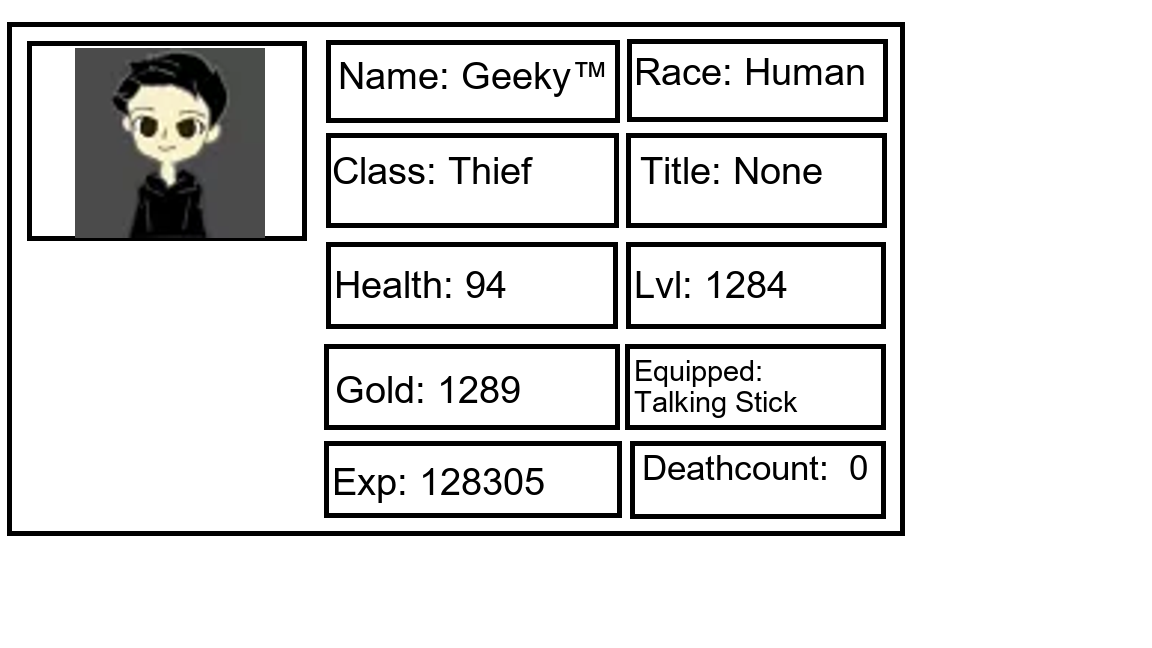 Name: Geeky™
Race: Human
Class: Thief
Title: None
Health: 94
Lvl: 1284
Gold: 1289
Equipped:
Talking Stick
Exp: 128305
Deathcount:  0